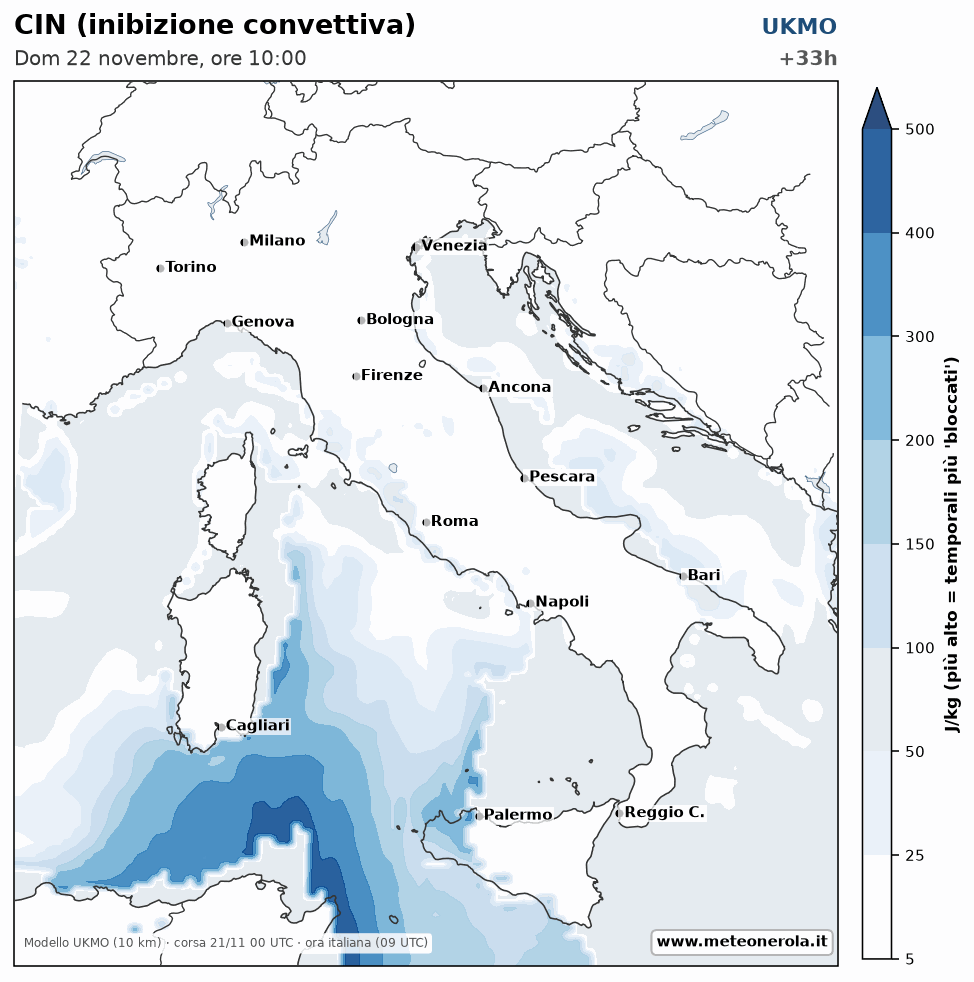 CIN (inibizione convettiva)
UKMO
Dom 22 novembre, ore 10:00
+33h
Milano
Venezia
Torino
Genova
Bologna
Firenze
Ancona
Pescara
Roma
Bari
Napoli
Cagliari
Palermo
Reggio C.
500
400
300
200
150
100
50
25
5
J/kg (più alto = temporali più 'bloccati')
Modello UKMO (10 km) · corsa 21/11 00 UTC · ora italiana (09 UTC)
www.meteonerola.it